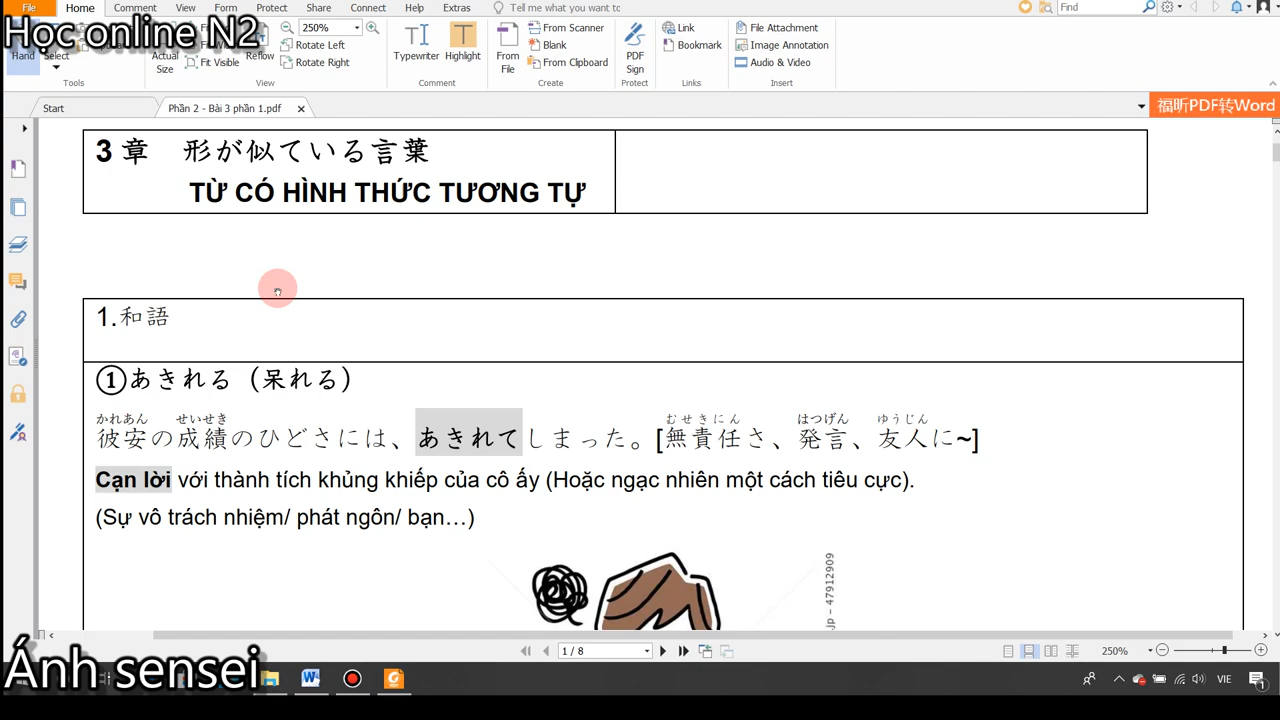 File Home Comment View Form Protect Share Connect Help Extras Tell me what you want to Find
Học online N2
Hand Select Actual Size Reflow Fit Visible 250% Rotate Left Rotate Right Typewriter Highlight From File From Scanner Blank From Clipboard PDF Sign Link Bookmark File Attachment Image Annotation Audio & Video
Tools View Comment Create Protect Links Insert
Start Phần 2 - Bài 3 phần 1.pdf 福昕PDF转Word
3 章 形が似ている言葉
TỪ CÓ HÌNH THỨC TƯƠNG TỰ
1.和語
①あきれる（呆れる）
かれあん せいせき むせきにん はつげん ゆうじん
彼安の成績のひどさには、あきれてしまった。[無責任さ、発言、友人に~]
Cạn lời với thành tích khủng khiếp của cô ấy (Hoặc ngạc nhiên một cách tiêu cực).
(Sự vô trách nhiệm/ phát ngôn/ bạn…)
.jp – 47912909
1 / 8 250%
Ánh sensei
VIE 1